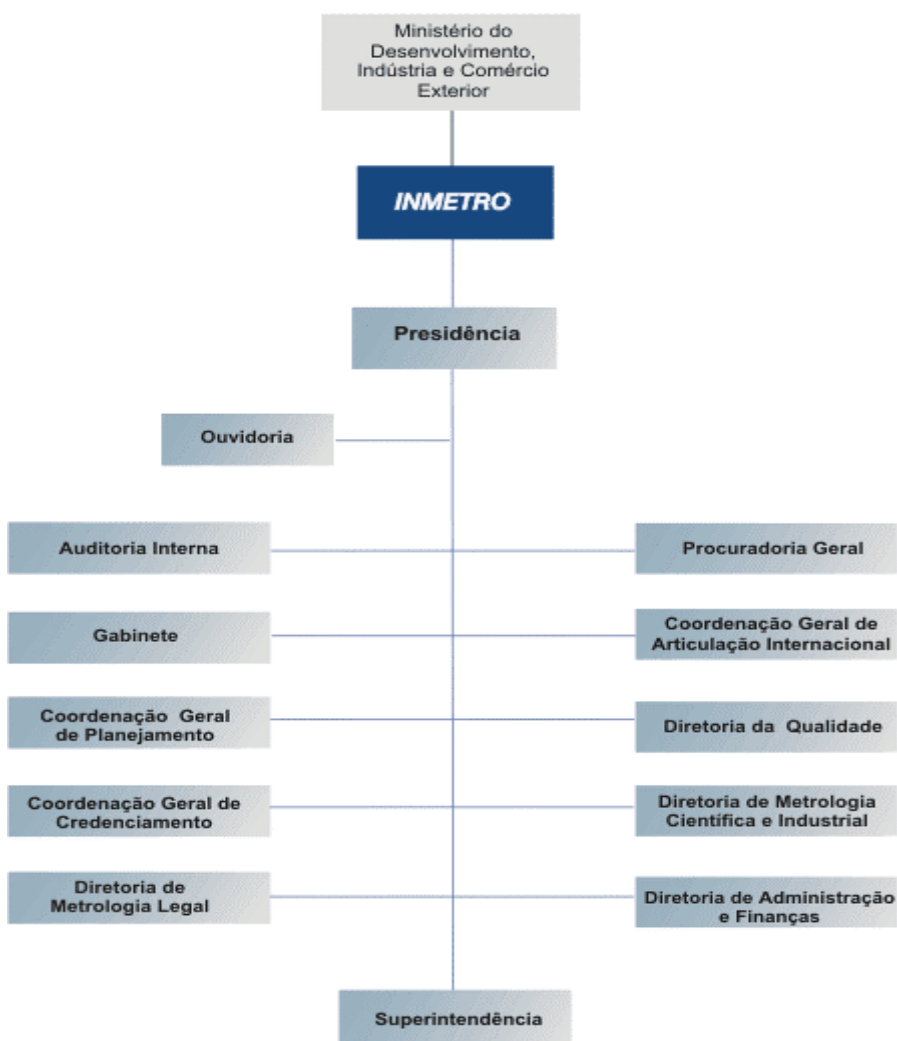 Ministério do
Desenvolvimento,
Indústria e Comércio
Exterior
INMETRO
Presidência
Ouvidoria
Auditoria Interna
Procuradoria Geral
Gabinete
Coordenação Geral de
Articulação Internacional
Coordenação Geral
de Planejamento
Diretoria da Qualidade
Coordenação Geral de
Credenciamento
Diretoria de Metrologia
Científica e Industrial
Diretoria de
Metrologia Legal
Diretoria de Administração
e Finanças
Superintendência